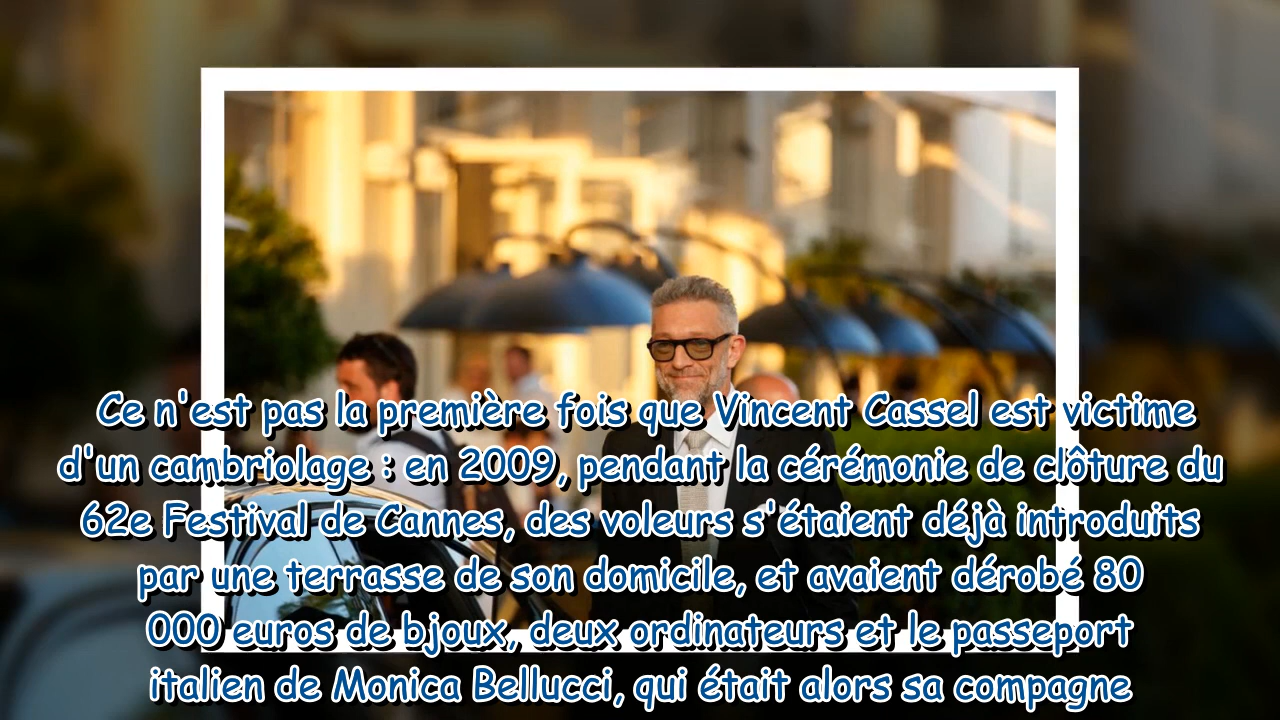 Ce n'est pas la première fois que Vincent Cassel est victime
d'un cambriolage : en 2009, pendant la cérémonie de clôture du
62e Festival de Cannes, des voleurs s'étaient déjà introduits
par une terrasse de son domicile, et avaient dérobé 80
000 euros de bjoux, deux ordinateurs et le passeport
italien de Monica Bellucci, qui était alors sa compagne